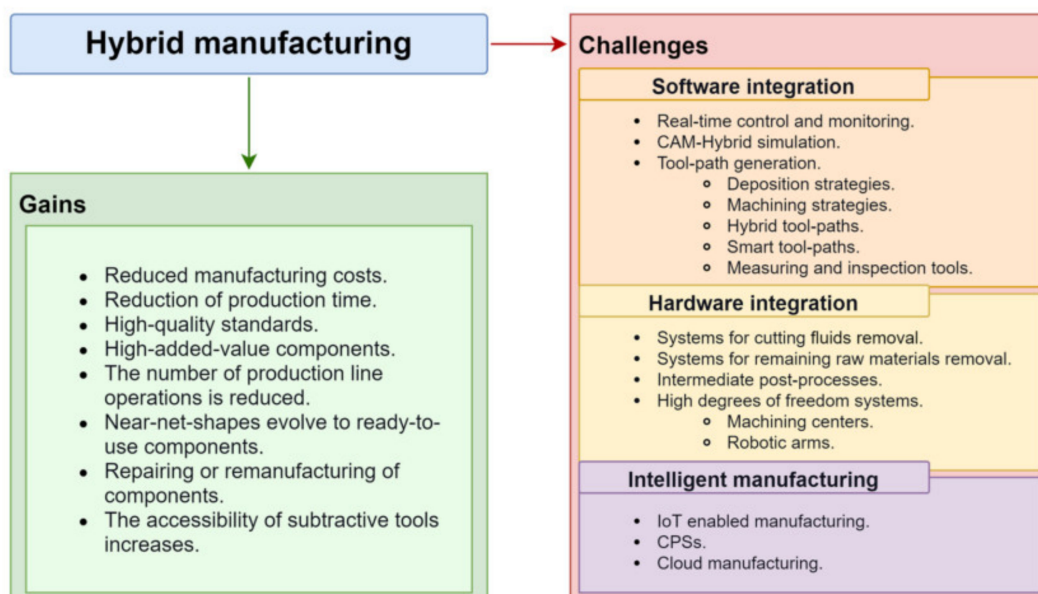 Hybrid manufacturing
Gains
• Reduced manufacturing costs.
• Reduction of production time.
• High-quality standards.
• High-added-value components.
• The number of production line
operations is reduced.
• Near-net-shapes evolve to ready-to-
use components.
• Repairing or remanufacturing of
components.
• The accessibility of subtractive tools
increases.
Challenges
Software integration
• Real-time control and monitoring.
• CAM-Hybrid simulation.
• Tool-path generation.
o Deposition strategies.
o Machining strategies.
o Hybrid tool-paths.
o Smart tool-paths.
o Measuring and inspection tools.
Hardware integration
• Systems for cutting fluids removal.
• Systems for remaining raw materials removal.
• Intermediate post-processes.
• High degrees of freedom systems.
o Machining centers.
o Robotic arms.
Intelligent manufacturing
• IoT enabled manufacturing.
• CPSs.
• Cloud manufacturing.